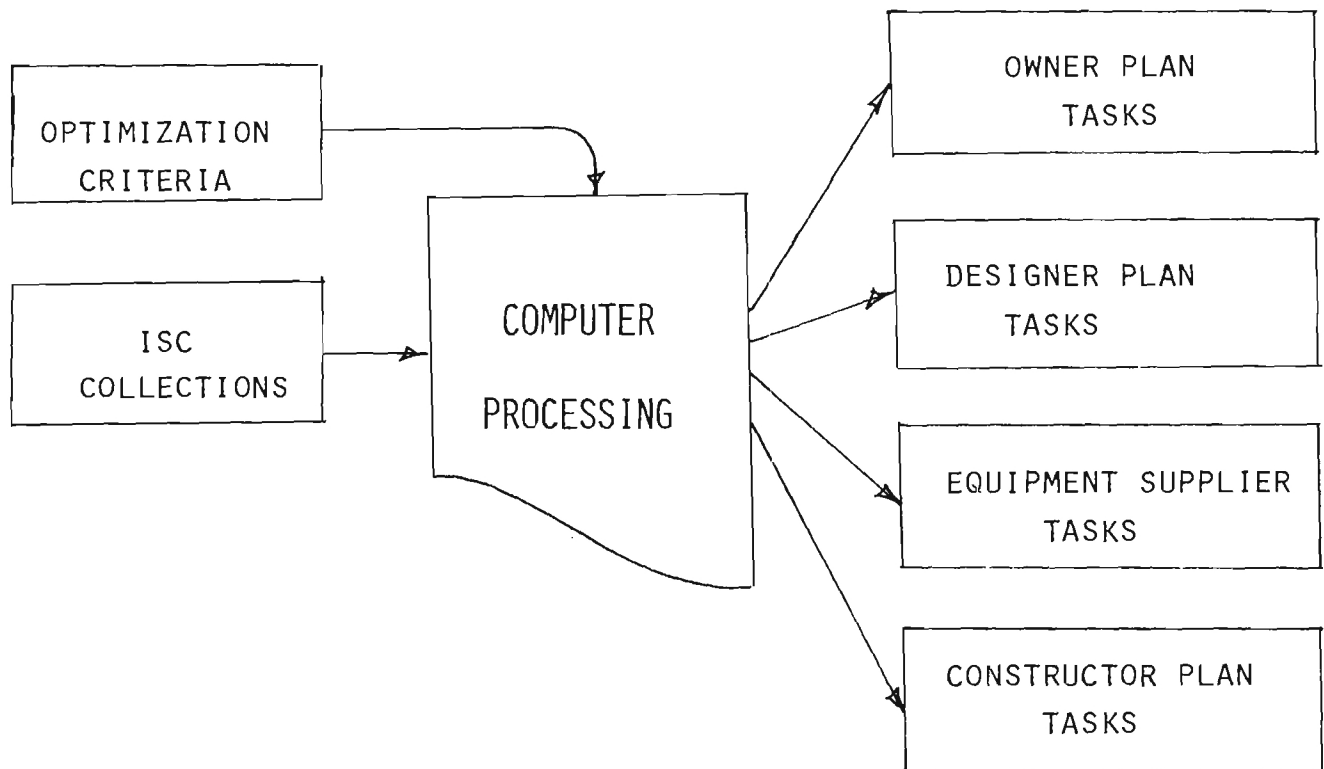 OPTIMIZATION
CRITERIA
ISC
COLLECTIONS
COMPUTER
PROCESSING
OWNER PLAN
TASKS
DESIGNER PLAN
TASKS
EQUIPMENT SUPPLIER
TASKS
CONSTRUCTOR PLAN
TASKS